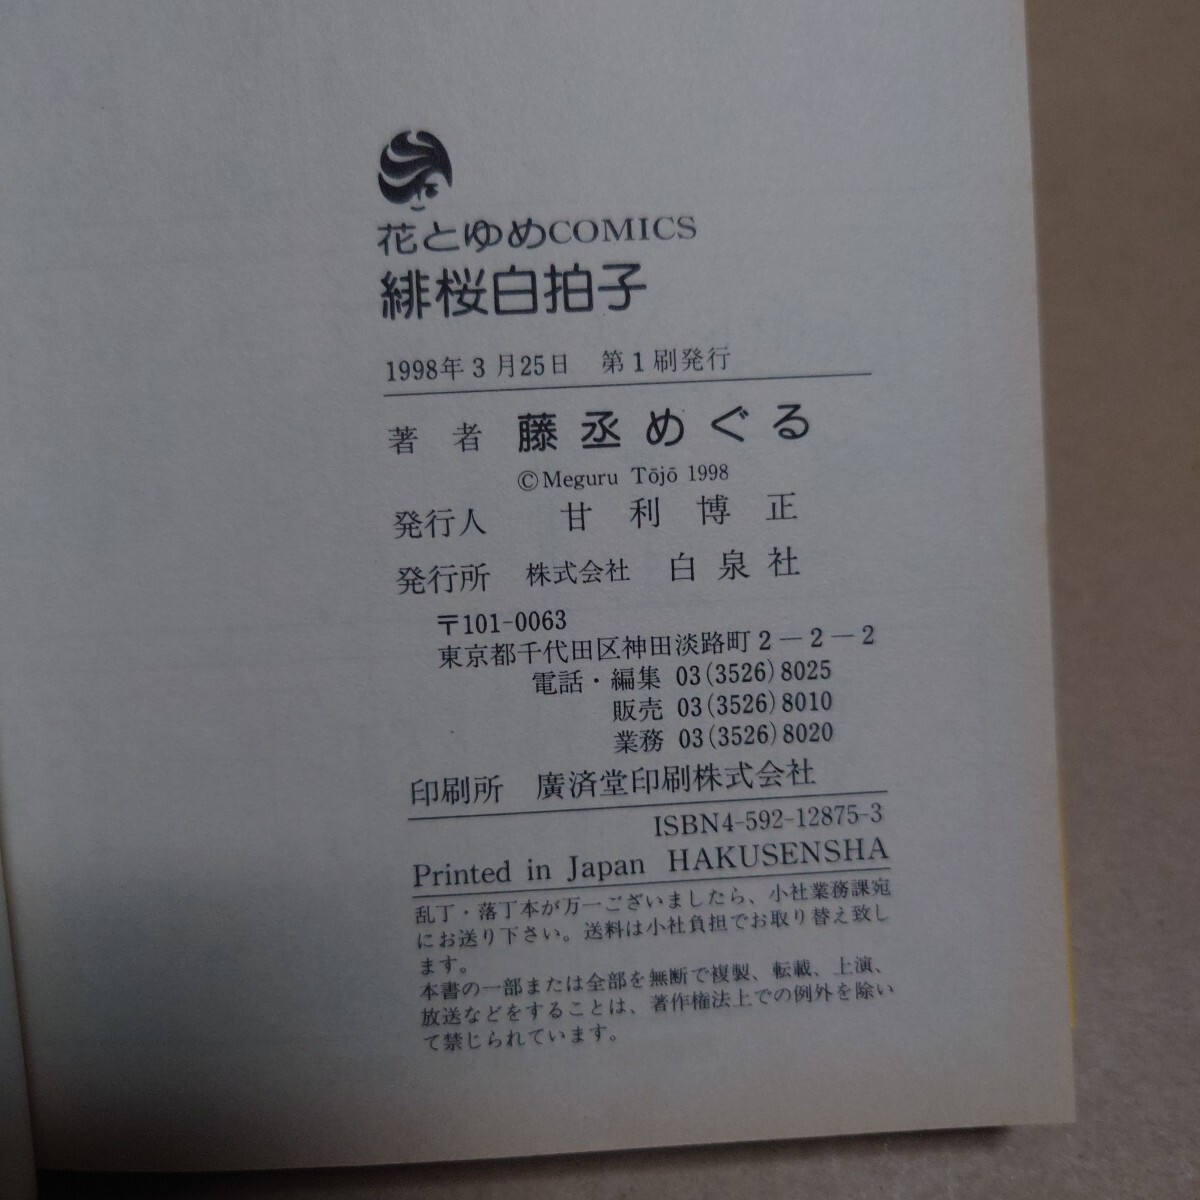 花とゆめCOMICS
緋桜白拍子
1998年3月25日 第1刷発行
著者 藤丞めぐる
©Meguru Tōjō 1998
発行人 甘利博正
発行所 株式会社 白泉社
〒101-0063
東京都千代田区神田淡路町2－2－2
電話・編集 03(3526)8025
販売 03(3526)8010
業務 03(3526)8020
印刷所 廣済堂印刷株式会社
ISBN4-592-12875-3
Printed in Japan HAKUSENSHA
乱丁・落丁本が万一ございましたら、小社業務課宛
にお送り下さい。送料は小社負担でお取り替え致し
ます。
本書の一部または全部を無断で複製、転載、上演、
放送などをすることは、著作権法上での例外を除い
て禁じられています。